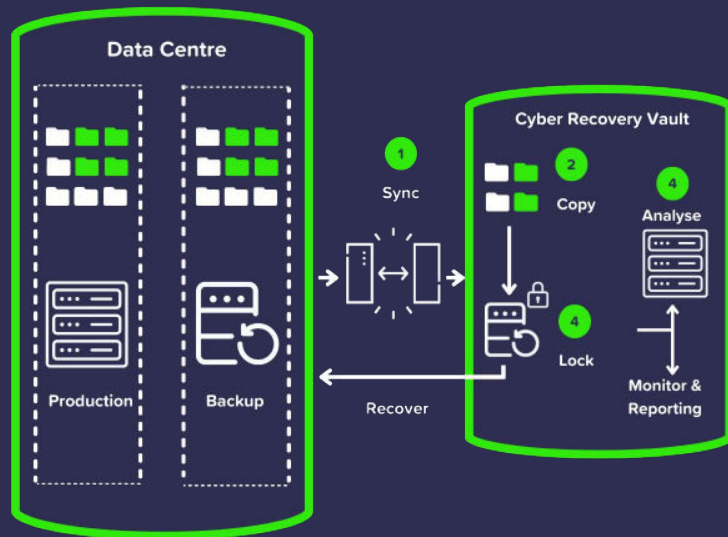 Data Centre
Production
Backup
1
Sync
Recover
Cyber Recovery Vault
2
Copy
4
Analyse
4
Lock
Monitor &
Reporting